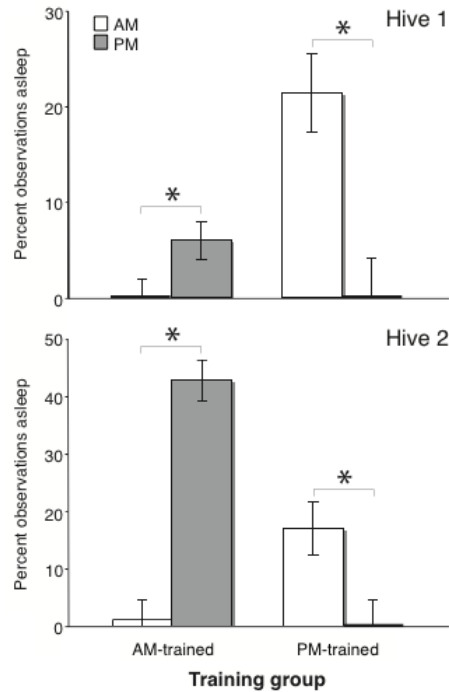 Hive 1
AM
PM
Percent observations asleep
30
20
10
0
*
*
Hive 2
Percent observations asleep
50
40
30
20
10
0
*
*
AM-trained
PM-trained
Training group